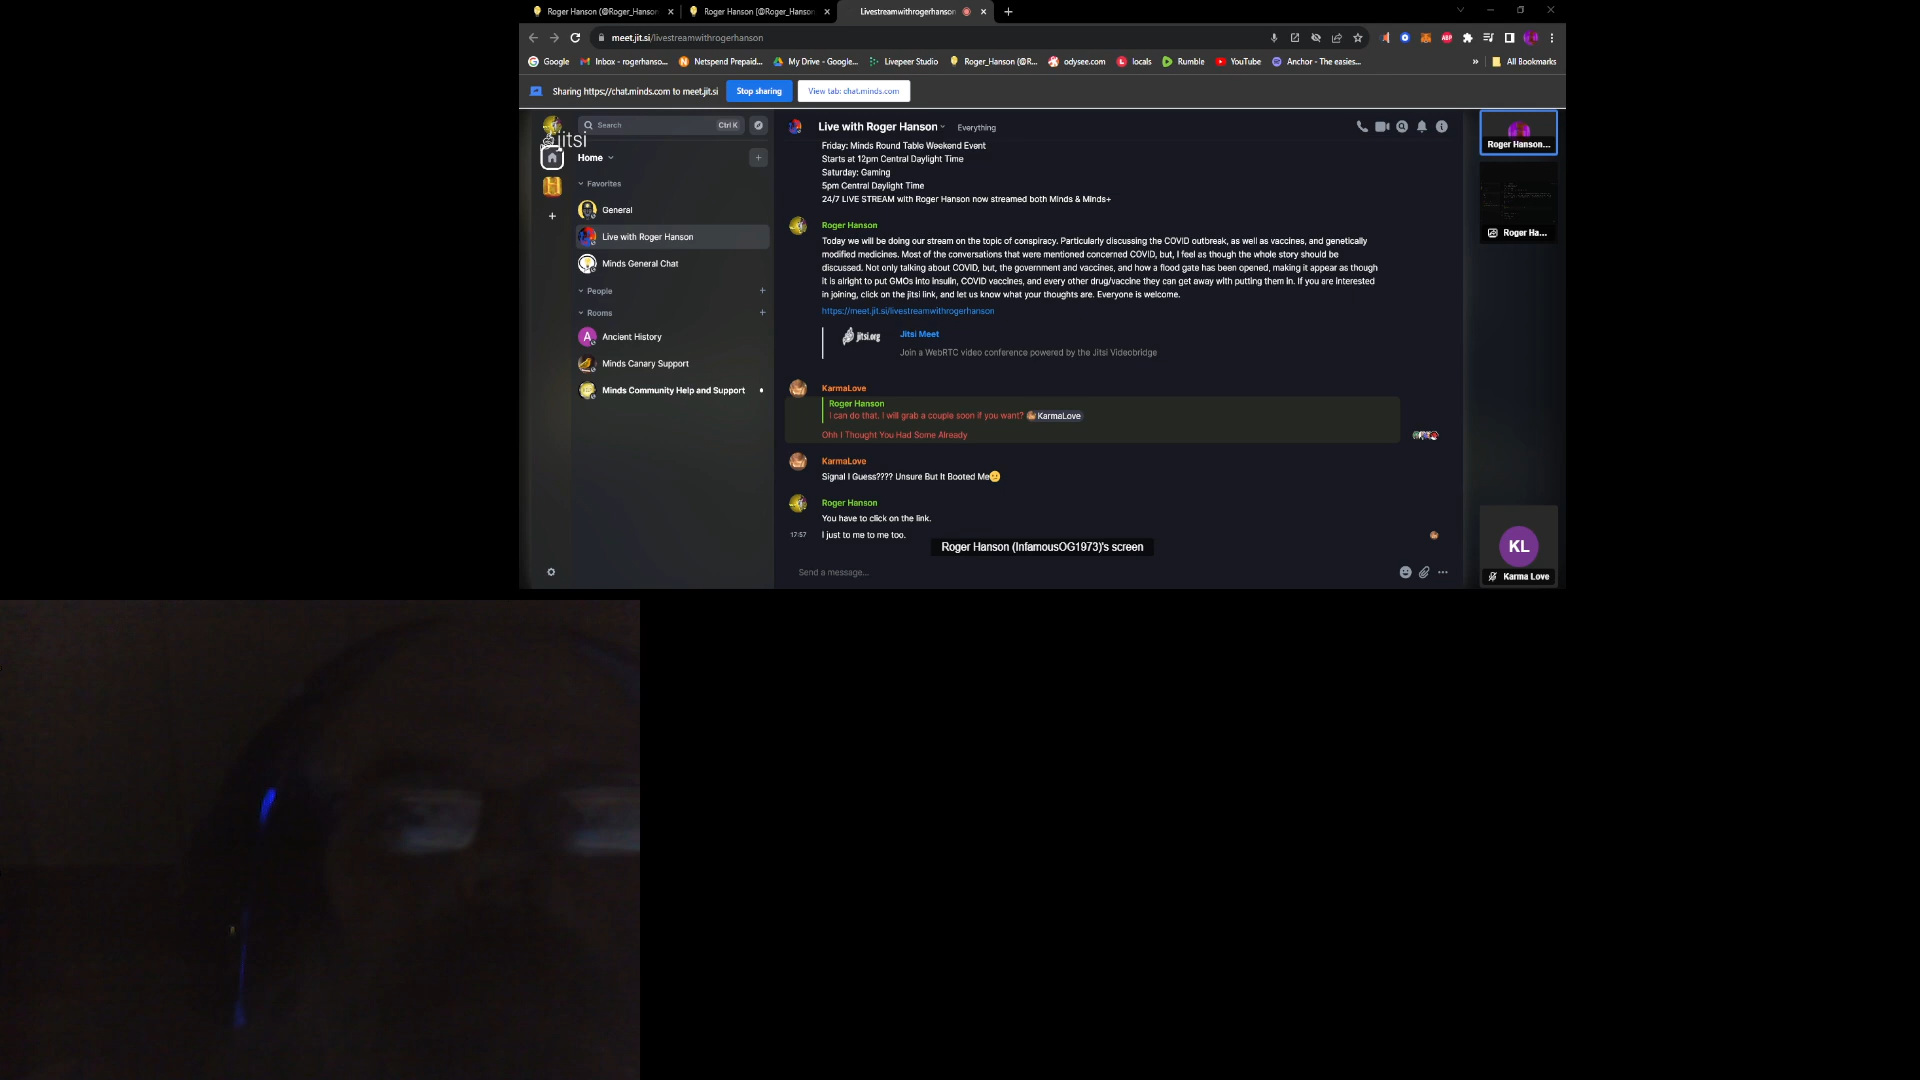 Roger Hanson (@Roger_Hanson
Roger Hanson (@Roger_Hanson
Livestreamwithrogerhanson
meet.jit.si/livestreamwithrogerhanson
Google
Inbox - rogerhanso...
Netspend Prepaid...
My Drive - Google...
Livepeer Studio
Roger_Hanson (@R...
odysee.com
locals
Rumble
YouTube
Anchor - The easies...
»
All Bookmarks
Sharing https://chat.minds.com to meet.jit.si
Stop sharing
View tab: chat.minds.com
jitsi
Search
Ctrl K
Home
Favorites
General
Live with Roger Hanson
Minds General Chat
People
Rooms
A
Ancient History
Minds Canary Support
Minds Community Help and Support
Live with Roger Hanson
Everything
Friday: Minds Round Table Weekend Event
Starts at 12pm Central Daylight Time
Saturday: Gaming
5pm Central Daylight Time
24/7 LIVE STREAM with Roger Hanson now streamed both Minds & Minds+
Roger Hanson
Today we will be doing our stream on the topic of conspiracy. Particularly discussing the COVID outbreak, as well as vaccines, and genetically
modified medicines. Most of the conversations that were mentioned concerned COVID, but, I feel as though the whole story should be
discussed. Not only talking about COVID, but, the government and vaccines, and how a flood gate has been opened, making it appear as though
it is alright to put GMOs into Insulin, COVID vaccines, and every other drug/vaccine they can get away with putting them in. If you are interested
in joining, click on the jitsi link, and let us know what your thoughts are. Everyone is welcome.
https://meet.jit.si/livestreamwithrogerhanson
jitsi.org
Jitsi Meet
Join a WebRTC video conference powered by the Jitsi Videobridge
KarmaLove
Roger Hanson
I can do that. I will grab a couple soon if you want? KarmaLove
Ohh I Thought You Had Some Already
KarmaLove
Signal I Guess???? Unsure But It Booted Me
Roger Hanson
You have to click on the link.
17:57
I just to me to me too.
Roger Hanson (InfamousOG1973)'s screen
Send a message...
Roger Hanson...
Roger Ha...
KL
Karma Love